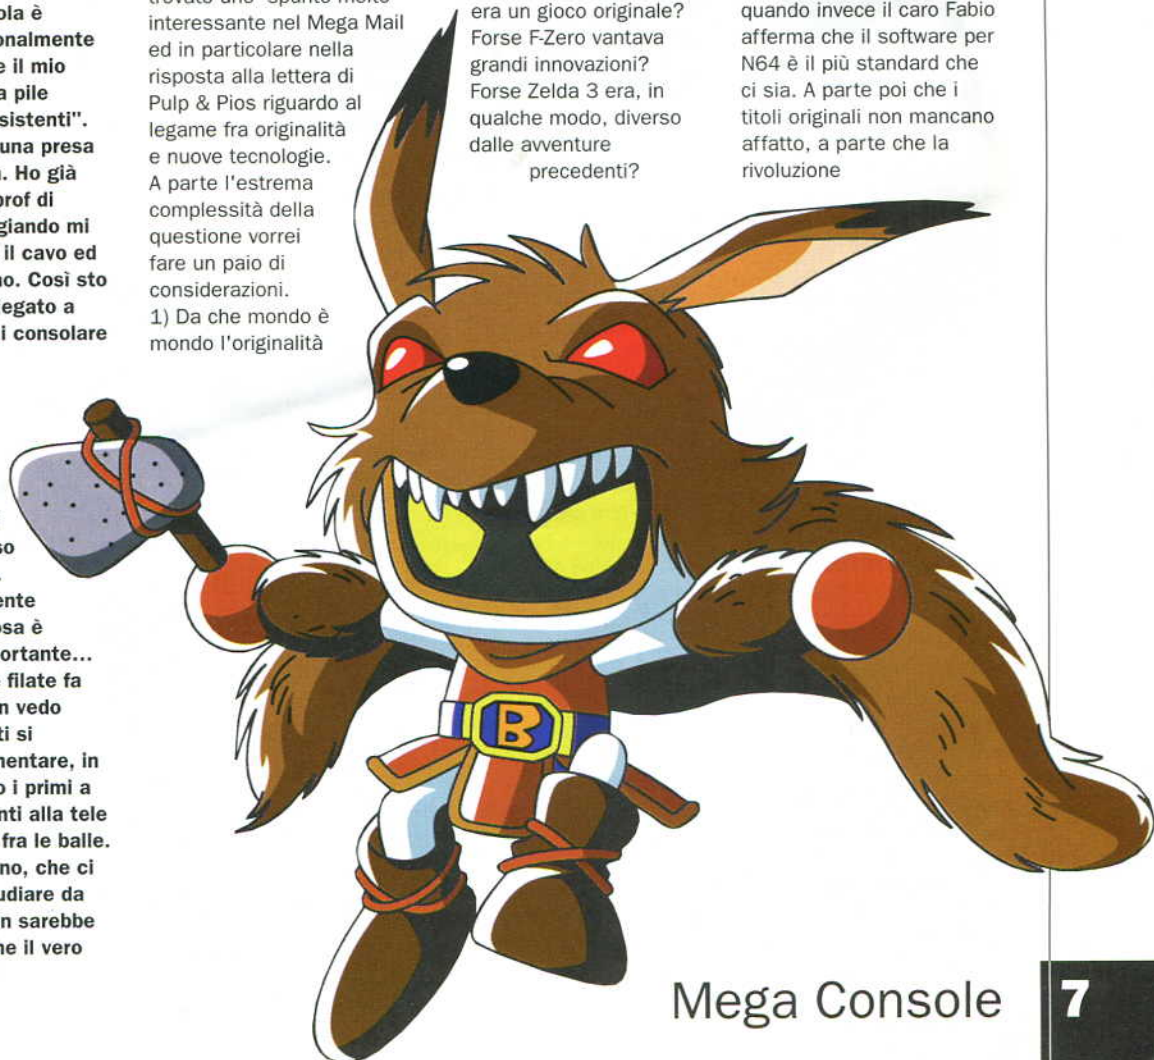 ola è
onalmente
e il mio
a pile
sistenti".
una presa
a. Ho già
prof di
giando mi
il cavo ed
no. Così sto
legato a
i consolare
so
ente
osa è
ortante...
filate fa
n vedo
ti si
mentare, in
o i primi a
nti alla tele
fra le balle.
no, che ci
udiare da
n sarebbe
ne il vero
trovato uno spunto molto
interessante nel Mega Mail
ed in particolare nella
risposta alla lettera di
Pulp & Pios riguardo al
legame fra originalità
e nuove tecnologie.
A parte l'estrema
complessità della
questione vorrei
fare un paio di
considerazioni.
1) Da che mondo è
mondo l'originalità
era un gioco originale?
Forse F-Zero vantava
grandi innovazioni?
Forse Zelda 3 era, in
qualche modo, diverso
dalle avventure
precedenti?
quando invece il caro Fabio
afferma che il software per
N64 è il più standard che
ci sia. A parte poi che i
titoli originali non mancano
affatto, a parte che la
rivoluzione
B
Mega Console
7